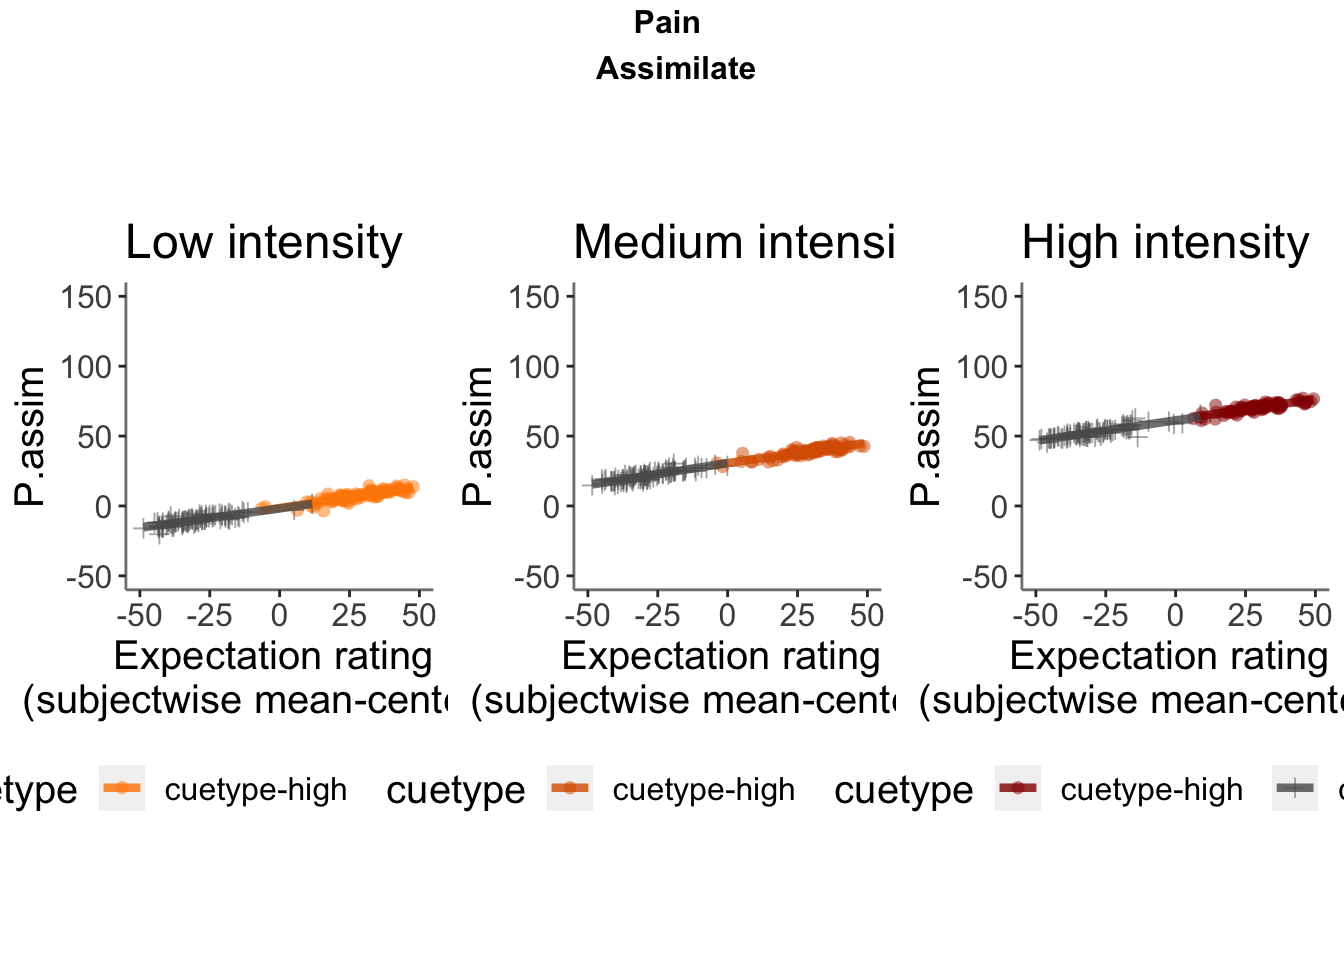 Pain
Assimilate
Low intensity
150
100
50
0
-50
P.assim
-50 -25 0 25 50
Expectation rating
(subjectwise mean-cente
etype cuetype-high
Medium intensi
150
100
50
0
-50
P.assim
-50 -25 0 25 50
Expectation rating
(subjectwise mean-cente
cuetype cuetype-high
High intensity
150
100
50
0
-50
P.assim
-50 -25 0 25 50
Expectation rating
(subjectwise mean-cente
cuetype cuetype-high